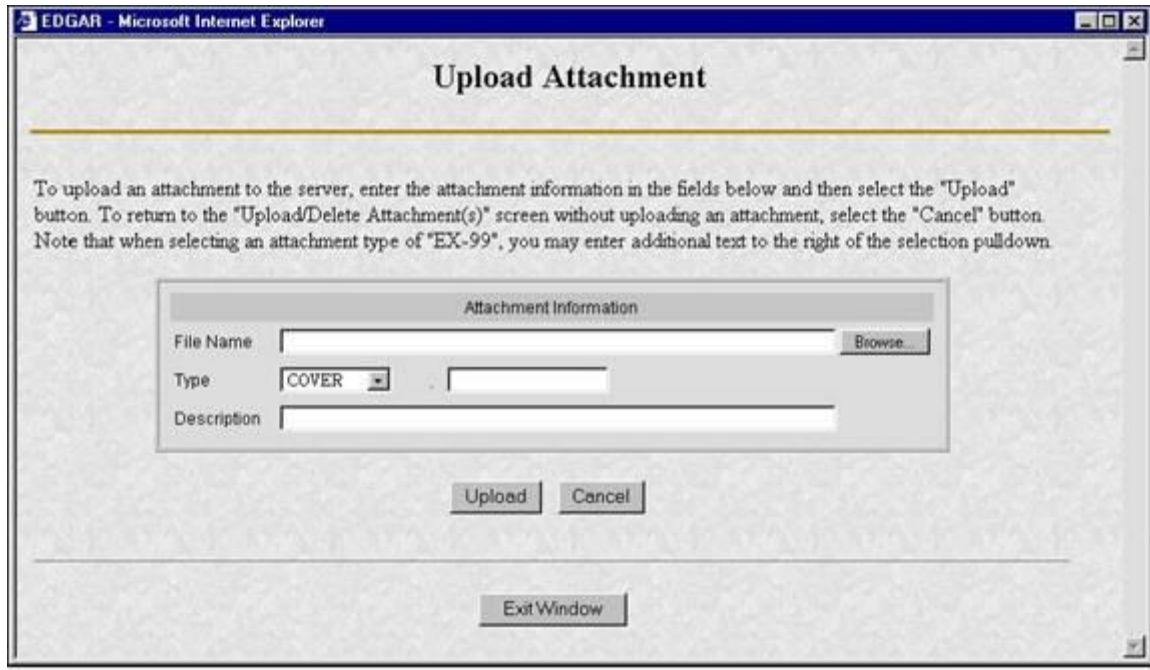 EDGAR - Microsoft Internet Explorer
Upload Attachment
To upload an attachment to the server, enter the attachment information in the fields below and then select the "Upload"
button. To return to the "Upload/Delete Attachment(s)" screen without uploading an attachment, select the "Cancel" button.
Note that when selecting an attachment type of "EX-99", you may enter additional text to the right of the selection pulldown.
Attachment Information
File Name Browse...
Type COVER .
Description
Upload Cancel
Exit Window